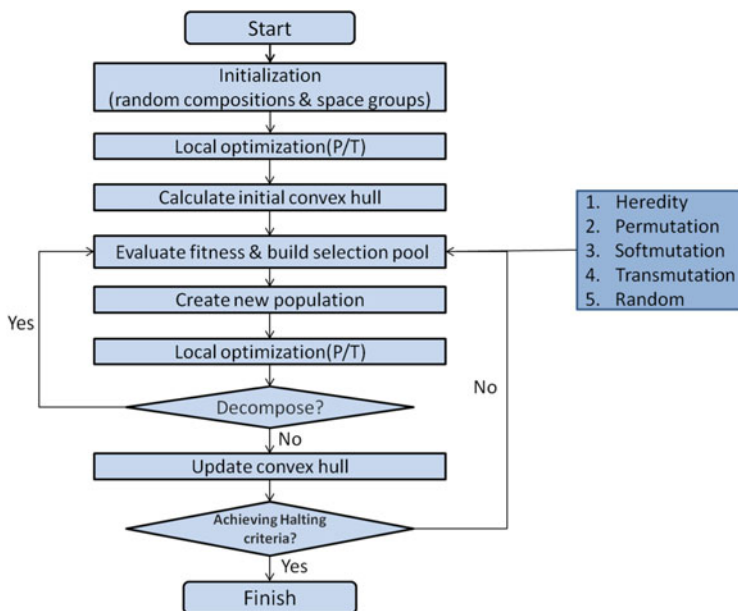 Start
Initialization
(random compositions & space groups)
Local optimization(P/T)
Calculate initial convex hull
Evaluate fitness & build selection pool
1. Heredity
2. Permutation
3. Softmutation
4. Transmutation
5. Random
Create new population
Yes
Local optimization(P/T)
No
Decompose?
No
Update convex hull
Achieving Halting
criteria?
Yes
Finish